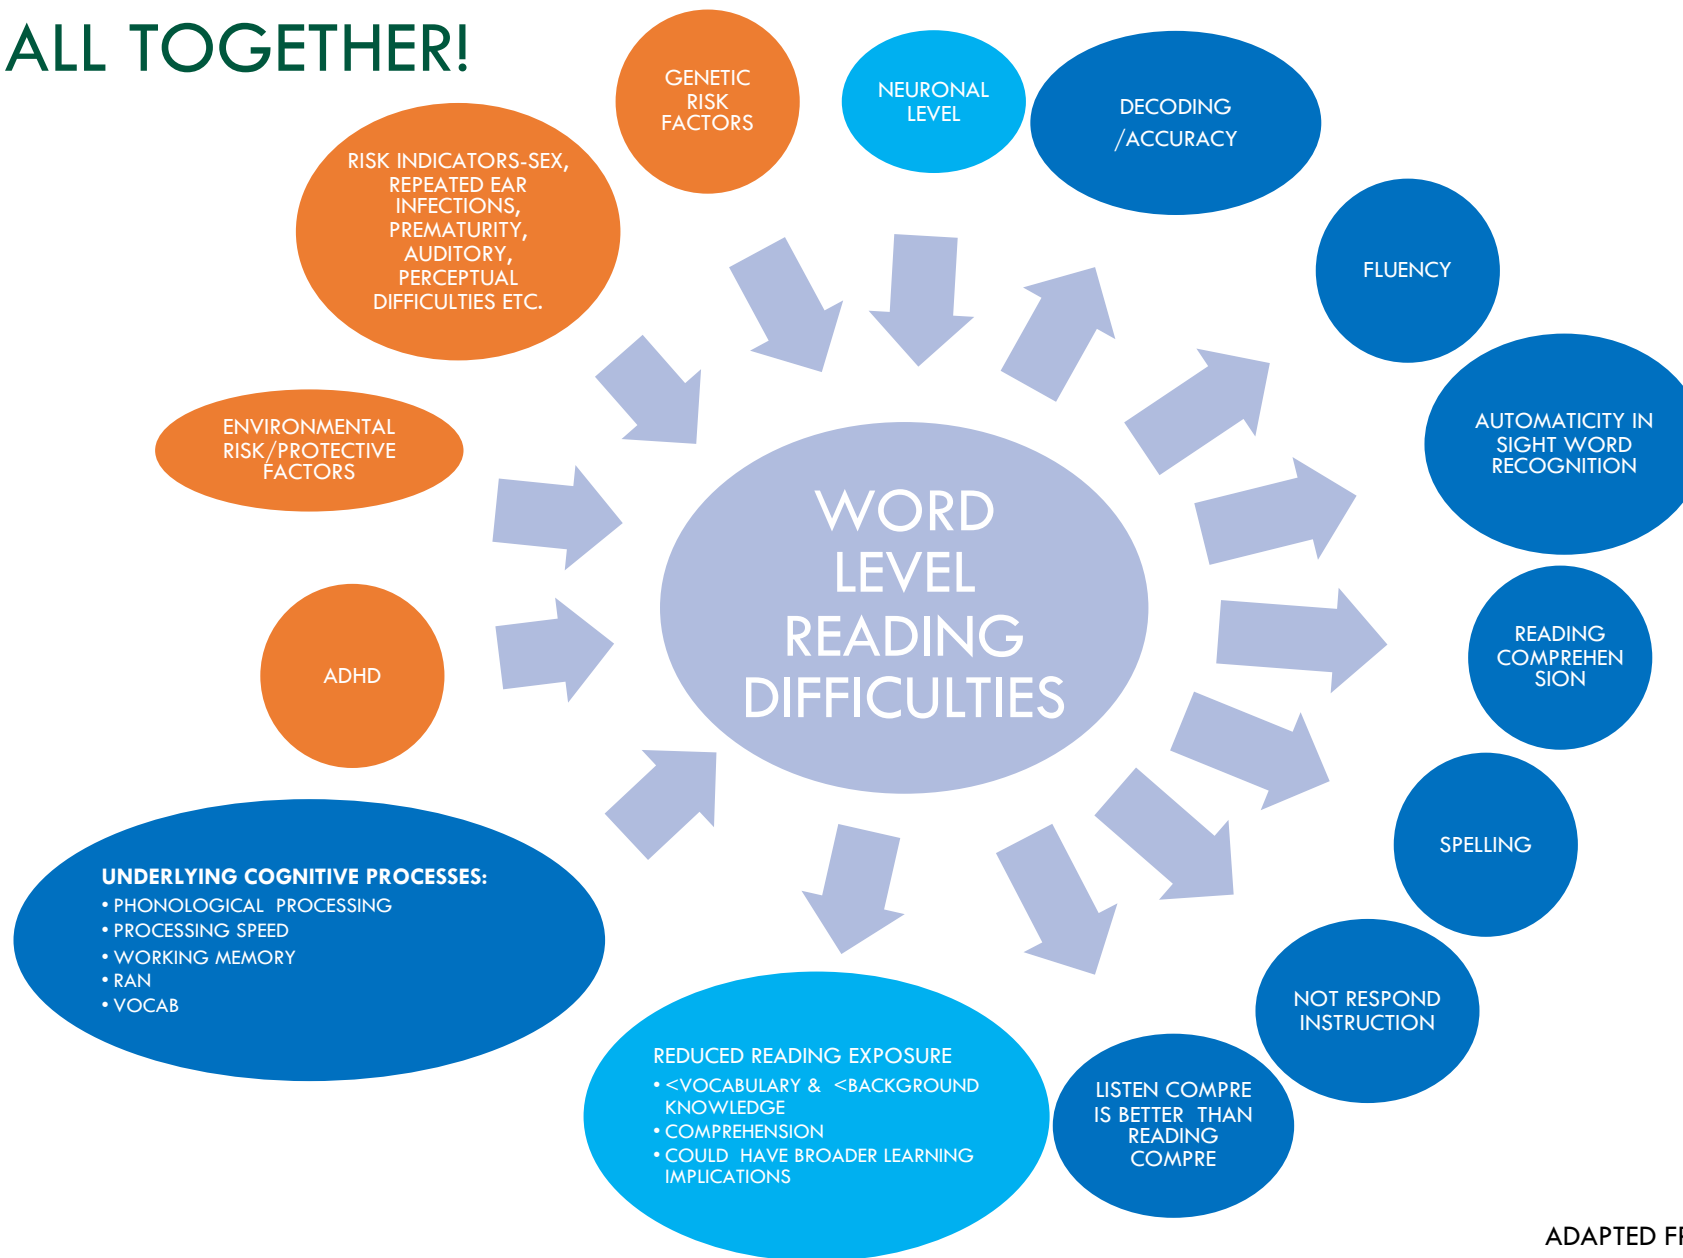 ALL TOGETHER!
GENETIC
RISK
FACTORS
NEURONAL
LEVEL
DECODING
/ACCURACY
RISK INDICATORS-SEX,
REPEATED EAR
INFECTIONS,
PREMATURITY,
AUDITORY,
PERCEPTUAL
DIFFICULTIES ETC.
FLUENCY
ENVIRONMENTAL
RISK/PROTECTIVE
FACTORS
AUTOMATICITY IN
SIGHT WORD
RECOGNITION
WORD
LEVEL
READING
DIFFICULTIES
ADHD
READING
COMPREHEN
SION
SPELLING
UNDERLYING COGNITIVE PROCESSES:
• PHONOLOGICAL PROCESSING
• PROCESSING SPEED
• WORKING MEMORY
• RAN
• VOCAB
NOT RESPOND
INSTRUCTION
REDUCED READING EXPOSURE
• <VOCABULARY & <BACKGROUND
KNOWLEDGE
• COMPREHENSION
• COULD HAVE BROADER LEARNING
IMPLICATIONS
LISTEN COMPRE
IS BETTER THAN
READING
COMPRE
ADAPTED